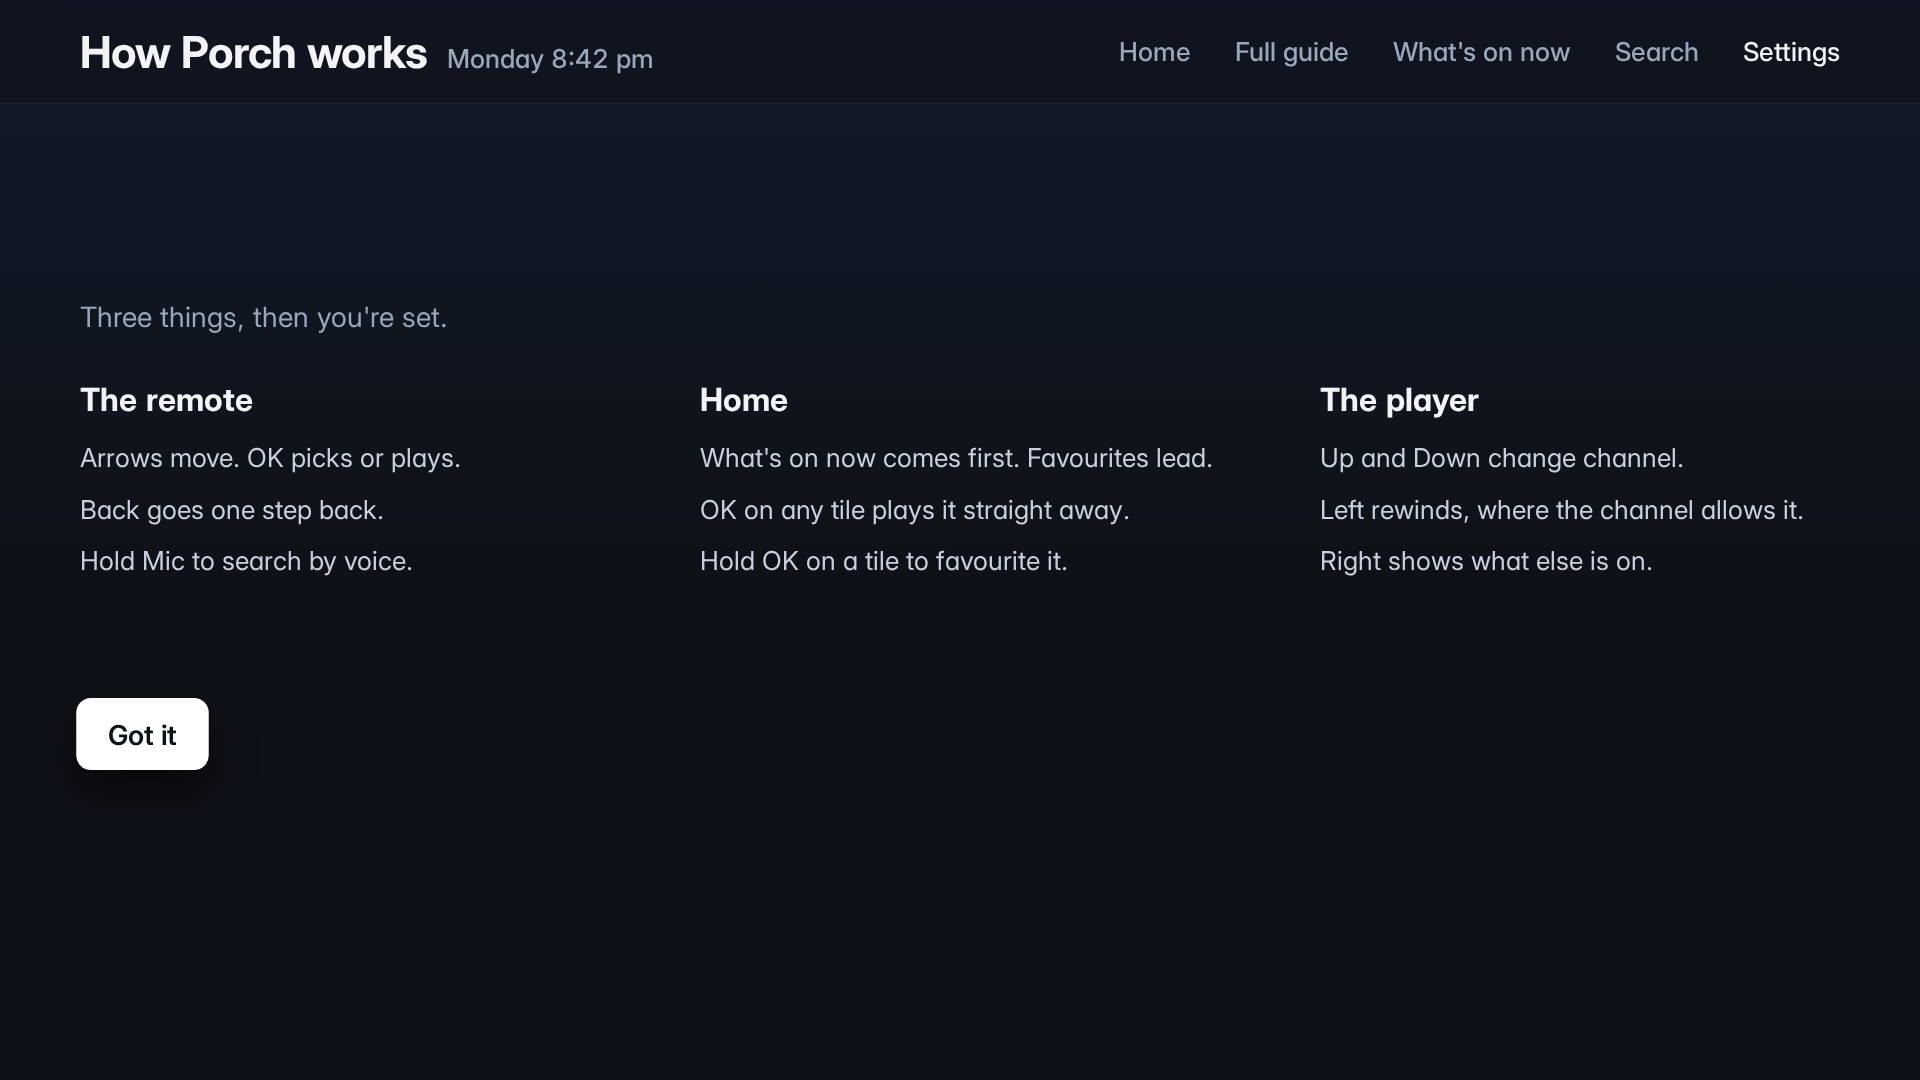 How Porch works Monday 8:42 pm
Home Full guide What's on now Search Settings
Three things, then you're set.
The remote
Arrows move. OK picks or plays.
Back goes one step back.
Hold Mic to search by voice.
Home
What's on now comes first. Favourites lead.
OK on any tile plays it straight away.
Hold OK on a tile to favourite it.
The player
Up and Down change channel.
Left rewinds, where the channel allows it.
Right shows what else is on.
Got it